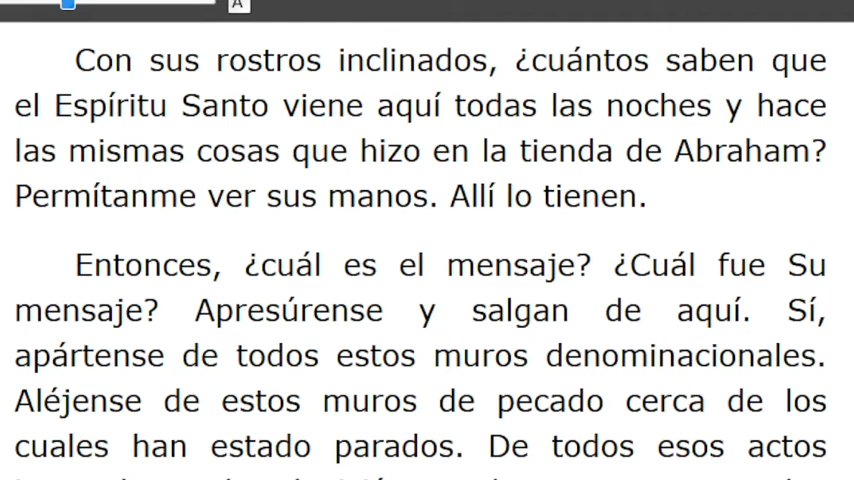 A
Con sus rostros inclinados, ¿cuántos saben que
el Espíritu Santo viene aquí todas las noches y hace
las mismas cosas que hizo en la tienda de Abraham?
Permítanme ver sus manos. Allí lo tienen.
Entonces, ¿cuál es el mensaje? ¿Cuál fue Su
mensaje? Apresúrense y salgan de aquí. Sí,
apártense de todos estos muros denominacionales.
Aléjense de estos muros de pecado cerca de los
cuales han estado parados. De todos esos actos